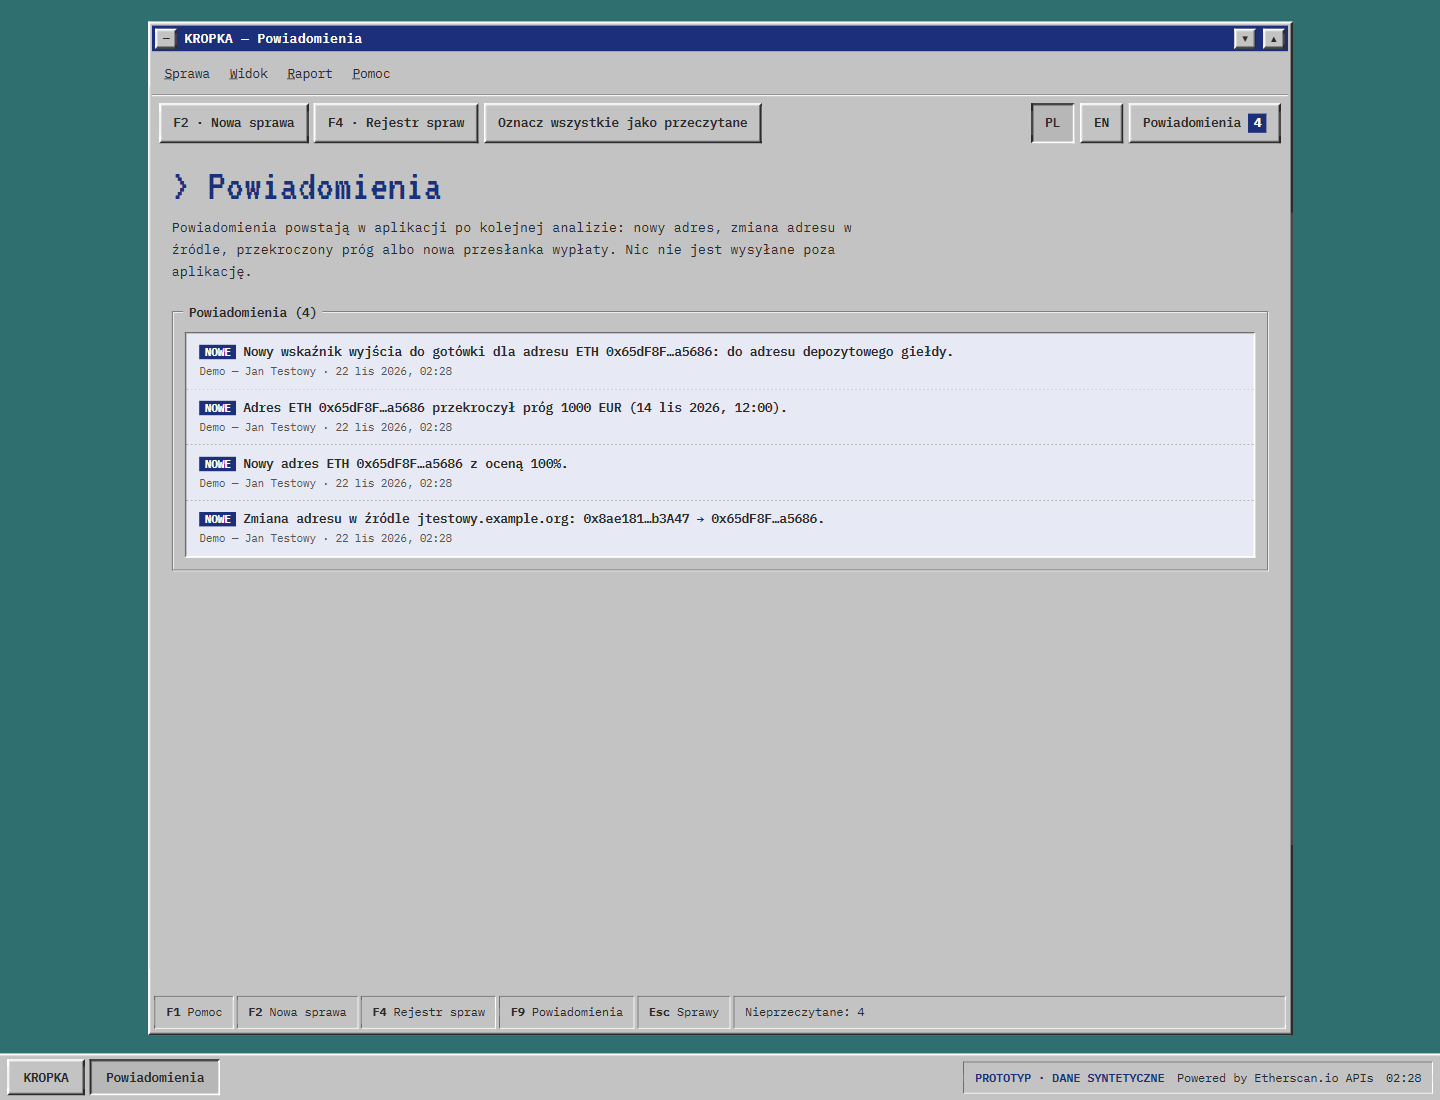 KROPKA — Powiadomienia
Sprawa Widok Raport Pomoc
F2 · Nowa sprawa F4 · Rejestr spraw Oznacz wszystkie jako przeczytane PL EN Powiadomienia 4
› Powiadomienia
Powiadomienia powstają w aplikacji po kolejnej analizie: nowy adres, zmiana adresu w
źródle, przekroczony próg albo nowa przesłanka wypłaty. Nic nie jest wysyłane poza
aplikację.
Powiadomienia (4)
NOWE Nowy wskaźnik wyjścia do gotówki dla adresu ETH 0x65dF8F…a5686: do adresu depozytowego giełdy.
Demo — Jan Testowy · 22 lis 2026, 02:28
NOWE Adres ETH 0x65dF8F…a5686 przekroczył próg 1000 EUR (14 lis 2026, 12:00).
Demo — Jan Testowy · 22 lis 2026, 02:28
NOWE Nowy adres ETH 0x65dF8F…a5686 z oceną 100%.
Demo — Jan Testowy · 22 lis 2026, 02:28
NOWE Zmiana adresu w źródle jtestowy.example.org: 0x8ae181…b3A47 → 0x65dF8F…a5686.
Demo — Jan Testowy · 22 lis 2026, 02:28
F1 Pomoc F2 Nowa sprawa F4 Rejestr spraw F9 Powiadomienia Esc Sprawy Nieprzeczytane: 4
KROPKA Powiadomienia PROTOTYP · DANE SYNTETYCZNE Powered by Etherscan.io APIs 02:28